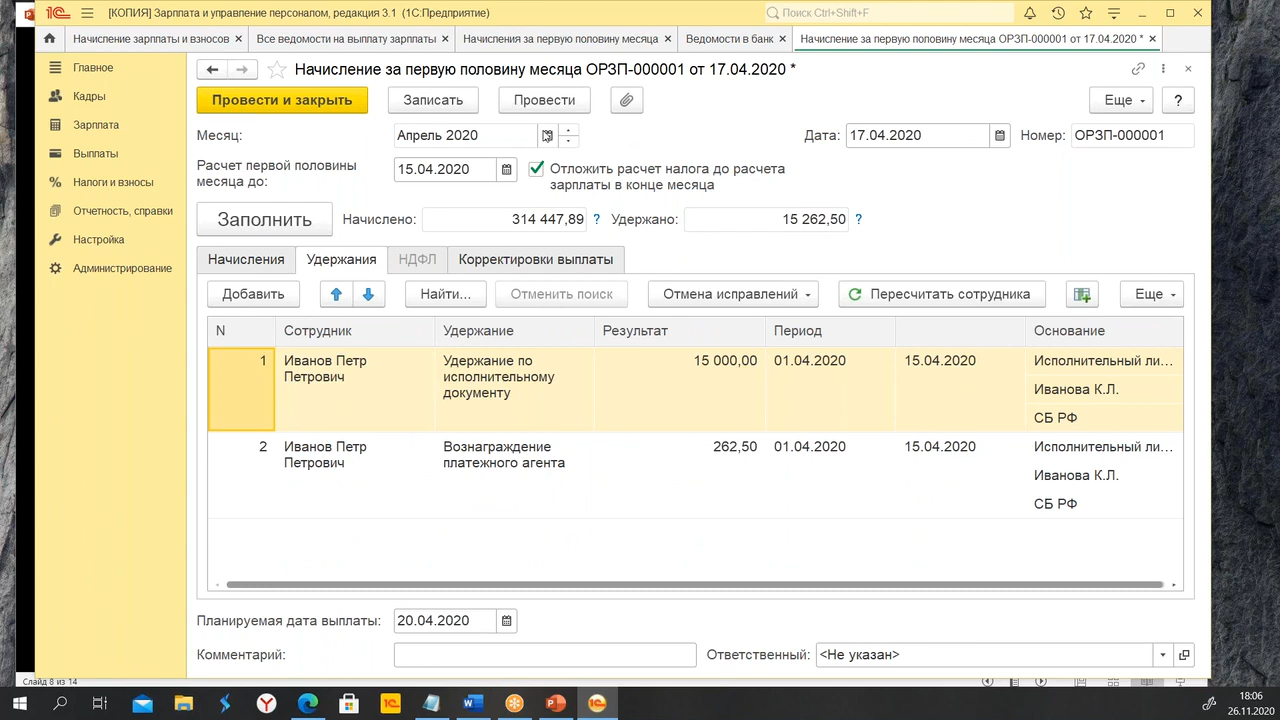 [КОПИЯ] Зарплата и управление персоналом, редакция 3.1 (1С:Предприятие)
Поиск Ctrl+Shift+F
Начисление зарплаты и взносов
Все ведомости на выплату зарплаты
Начисления за первую половину месяца
Ведомости в банк
Начисление за первую половину месяца ОРЗП-000001 от 17.04.2020 *
Главное
Кадры
Зарплата
Выплаты
Налоги и взносы
Отчетность, справки
Настройка
Администрирование
Начисление за первую половину месяца ОРЗП-000001 от 17.04.2020 *
Провести и закрыть
Записать
Провести
Еще
?
Месяц:
Апрель 2020
Дата:
17.04.2020
Номер:
ОРЗП-000001
Расчет первой половины
месяца до:
15.04.2020
Отложить расчет налога до расчета
зарплаты в конце месяца
Заполнить
Начислено:
314 447,89
?
Удержано:
15 262,50
?
Начисления
Удержания
НДФЛ
Корректировки выплаты
Добавить
Найти...
Отменить поиск
Отмена исправлений
Пересчитать сотрудника
Еще
N
Сотрудник
Удержание
Результат
Период
Основание
1
Иванов Петр
Петрович
Удержание по
исполнительному
документу
15 000,00
01.04.2020
15.04.2020
Исполнительный ли...
Иванова К.Л.
СБ РФ
2
Иванов Петр
Петрович
Вознаграждение
платежного агента
262,50
01.04.2020
15.04.2020
Исполнительный ли...
Иванова К.Л.
СБ РФ
Планируемая дата выплаты:
20.04.2020
Комментарий:
Ответственный:
<Не указан>
Слайд 8 из 14
18:06
26.11.2020